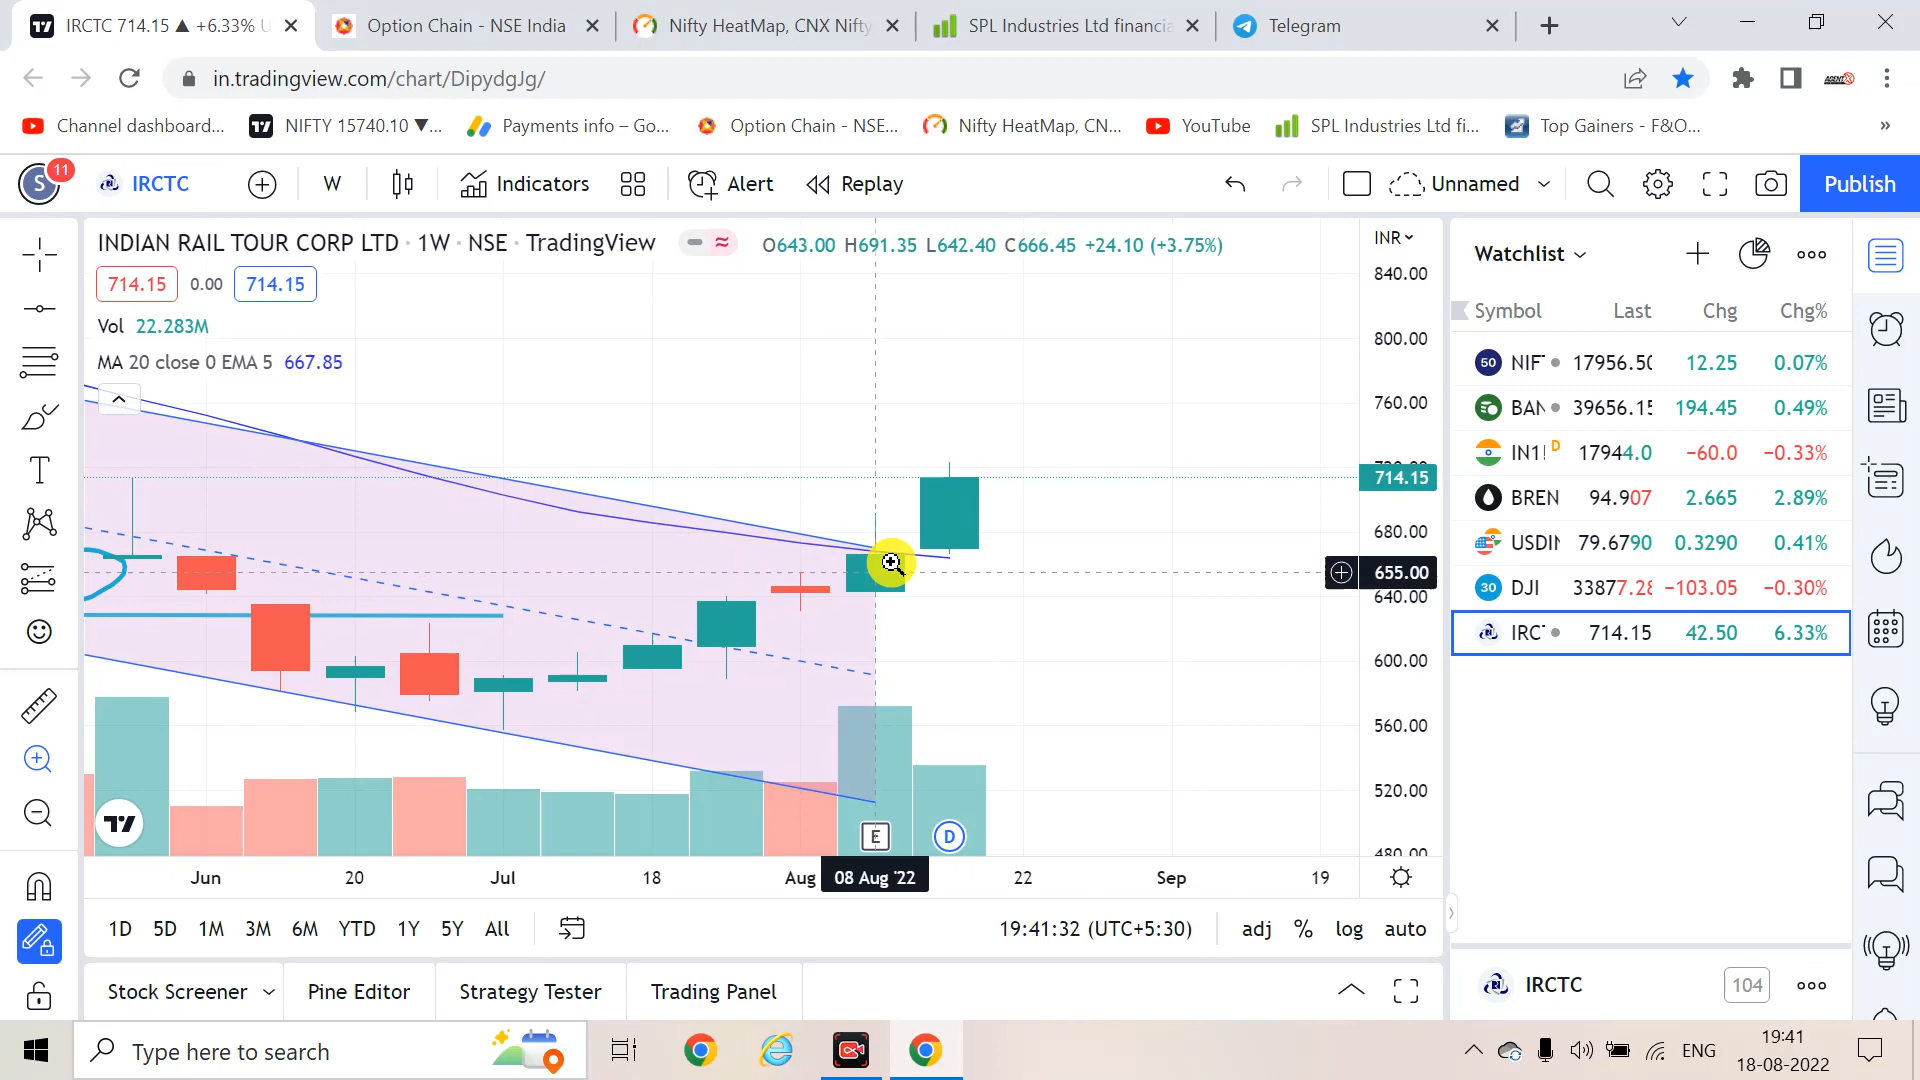 IRCTC 714.15 ▲ +6.33% U
Option Chain - NSE India
Nifty HeatMap, CNX Nifty
SPL Industries Ltd financia
Telegram
in.tradingview.com/chart/DipydgJg/
Channel dashboard...
NIFTY 15740.10 ▼...
Payments info – Go...
Option Chain - NSE...
Nifty HeatMap, CN...
YouTube
SPL Industries Ltd fi...
Top Gainers - F&O...
»
S 11
IRCTC
W
Indicators
Alert
Replay
Unnamed
Publish
INDIAN RAIL TOUR CORP LTD · 1W · NSE · TradingView
O643.00 H691.35 L642.40 C666.45 +24.10 (+3.75%)
INR
714.15 0.00 714.15
Vol 22.283M
MA 20 close 0 EMA 5 667.85
840.00
800.00
760.00
714.15
680.00
655.00
640.00
600.00
560.00
520.00
E
D
Jun
20
Jul
18
Aug
08 Aug '22
22
Sep
19
1D 5D 1M 3M 6M YTD 1Y 5Y All
19:41:32 (UTC+5:30)
adj % log auto
Stock Screener
Pine Editor
Strategy Tester
Trading Panel
Watchlist
Symbol Last Chg Chg%
50 NIF 17956.50 12.25 0.07%
BAN 39656.15 194.45 0.49%
IN1! D 17944.0 −60.0 −0.33%
BREN 94.907 2.665 2.89%
USDIN 79.6790 0.3290 0.41%
30 DJI 33877.28 −103.05 −0.30%
IRCT 714.15 42.50 6.33%
IRCTC
104
Type here to search
ENG
19:41
18-08-2022